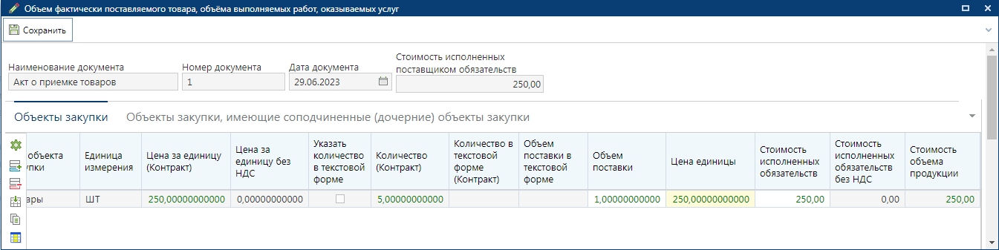 Объем фактически поставляемого товара, объёма выполняемых работ, оказываемых услуг
Сохранить
Стоимость исполненных
Наименование документа Номер документа Дата документа поставщиком обязательств
Акт о приемке товаров 1 29.06.2023 250,00
Объекты закупки Объекты закупки, имеющие соподчиненные (дочерние) объекты закупки
объекта
упки
Единица
измерения
Цена за единицу
(Контракт)
Цена за
единицу без
НДС
Указать
количество
в текстовой
форме
Количество
(Контракт)
Количество в
текстовой
форме
(Контракт)
Объем
поставки в
текстовой
форме
Объем
поставки
Цена единицы
Стоимость
исполненных
обязательств
Стоимость
исполненных
обязательств
без НДС
Стоимость
объема
продукции
ары ШТ 250,00000000000 0,00000000000 5,00000000000 1,00000000000 250,00000000000 250,00 0,00 250,00